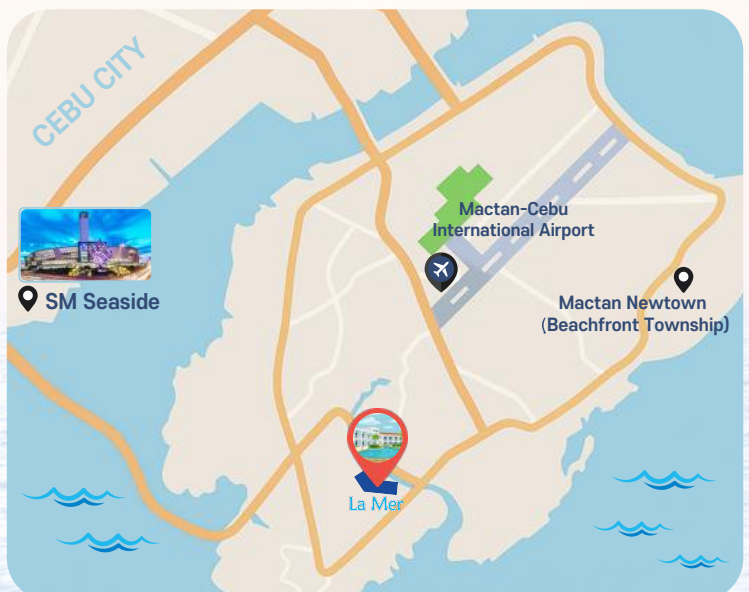 CEBU CITY
Mactan-Cebu
International Airport
SM Seaside
Mactan Newtown
(Beachfront Township)
La Mer